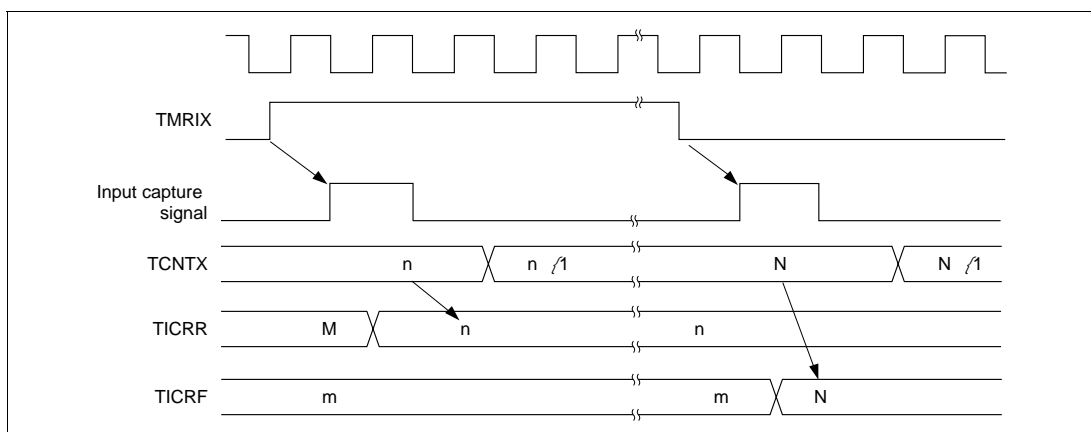 TMRIX
Input capture
signal
TCNTX n n N N
TICRR M n n
TICRF m m N